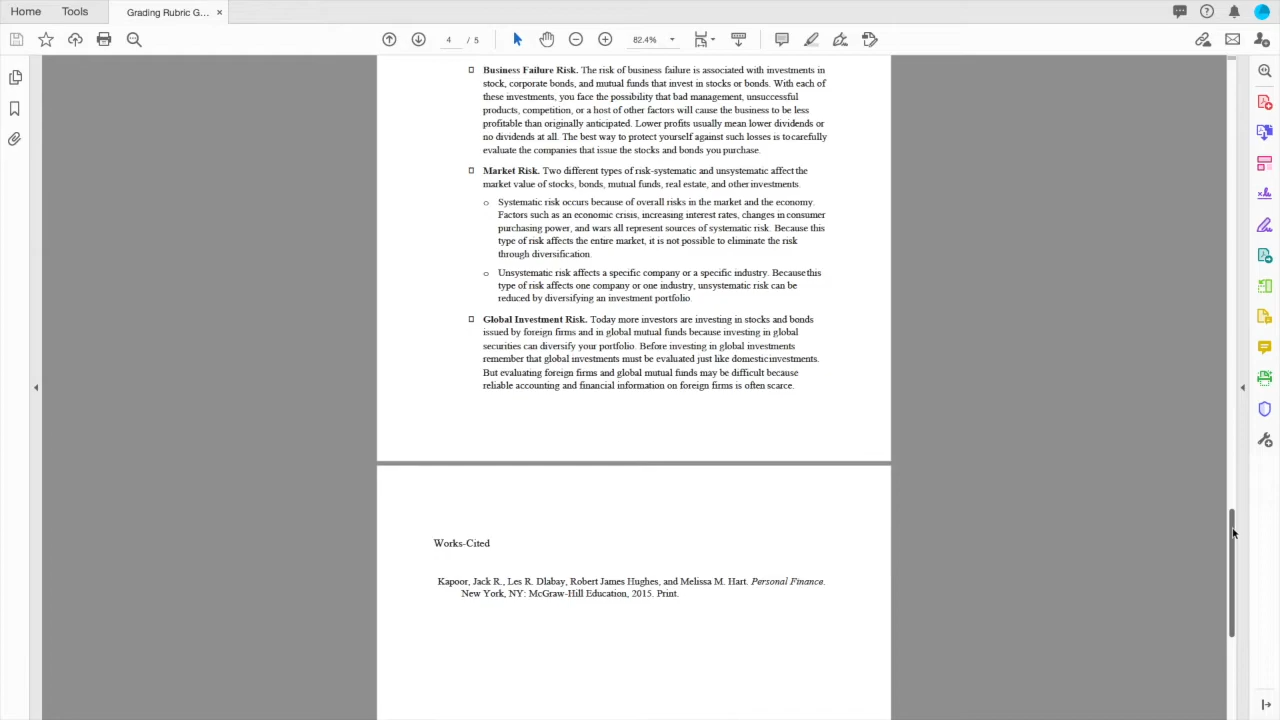 Home
Tools
Grading Rubric G... ×
4 / 5
82.4%
Business Failure Risk. The risk of business failure is associated with investments in
stock, corporate bonds, and mutual funds that invest in stocks or bonds. With each of
these investments, you face the possibility that bad management, unsuccessful
products, competition, or a host of other factors will cause the business to be less
profitable than originally anticipated. Lower profits usually mean lower dividends or
no dividends at all. The best way to protect yourself against such losses is tocarefully
evaluate the companies that issue the stocks and bonds you purchase.
Market Risk. Two different types of risk-systematic and unsystematic affect the
market value of stocks, bonds, mutual funds, real estate, and other investments.
o Systematic risk occurs because of overall risks in the market and the economy.
Factors such as an economic crisis, increasing interest rates, changes in consumer
purchasing power, and wars all represent sources of systematic risk. Because this
type of risk affects the entire market, it is not possible to eliminate the risk
through diversification.
o Unsystematic risk affects a specific company or a specific industry. Because this
type of risk affects one company or one industry, unsystematic risk can be
reduced by diversifying an investment portfolio.
Global Investment Risk. Today more investors are investing in stocks and bonds
issued by foreign firms and in global mutual funds because investing in global
securities can diversify your portfolio. Before investing in global investments
remember that global investments must be evaluated just like domestic investments.
But evaluating foreign firms and global mutual funds may be difficult because
reliable accounting and financial information on foreign firms is often scarce.
Works-Cited
Kapoor, Jack R., Les R. Dlabay, Robert James Hughes, and Melissa M. Hart. Personal Finance.
New York, NY: McGraw-Hill Education, 2015. Print.